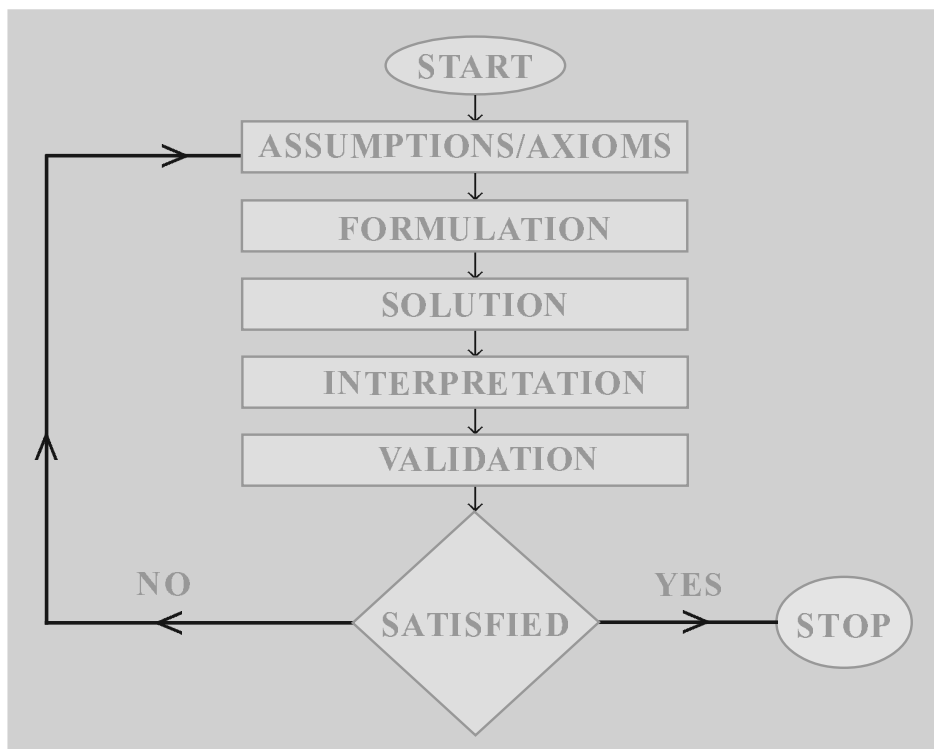 START
ASSUMPTIONS/AXIOMS
FORMULATION
SOLUTION
INTERPRETATION
VALIDATION
NO
YES
SATISFIED
STOP